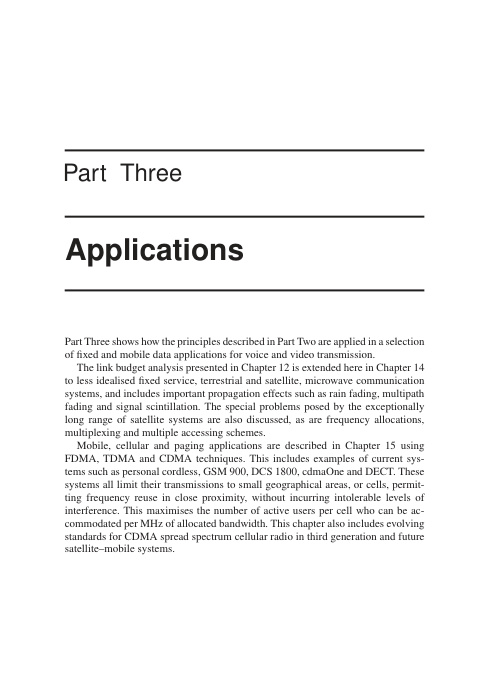 Part Three
Applications
Part Three shows how the principles described in Part Two are applied in a selection
of fixed and mobile data applications for voice and video transmission.
The link budget analysis presented in Chapter 12 is extended here in Chapter 14
to less idealised fixed service, terrestrial and satellite, microwave communication
systems, and includes important propagation effects such as rain fading, multipath
fading and signal scintillation. The special problems posed by the exceptionally
long range of satellite systems are also discussed, as are frequency allocations,
multiplexing and multiple accessing schemes.
Mobile, cellular and paging applications are described in Chapter 15 using
FDMA, TDMA and CDMA techniques. This includes examples of current sys-
tems such as personal cordless, GSM 900, DCS 1800, cdmaOne and DECT. These
systems all limit their transmissions to small geographical areas, or cells, permit-
ting frequency reuse in close proximity, without incurring intolerable levels of
interference. This maximises the number of active users per cell who can be ac-
commodated per MHz of allocated bandwidth. This chapter also includes evolving
standards for CDMA spread spectrum cellular radio in third generation and future
satellite–mobile systems.